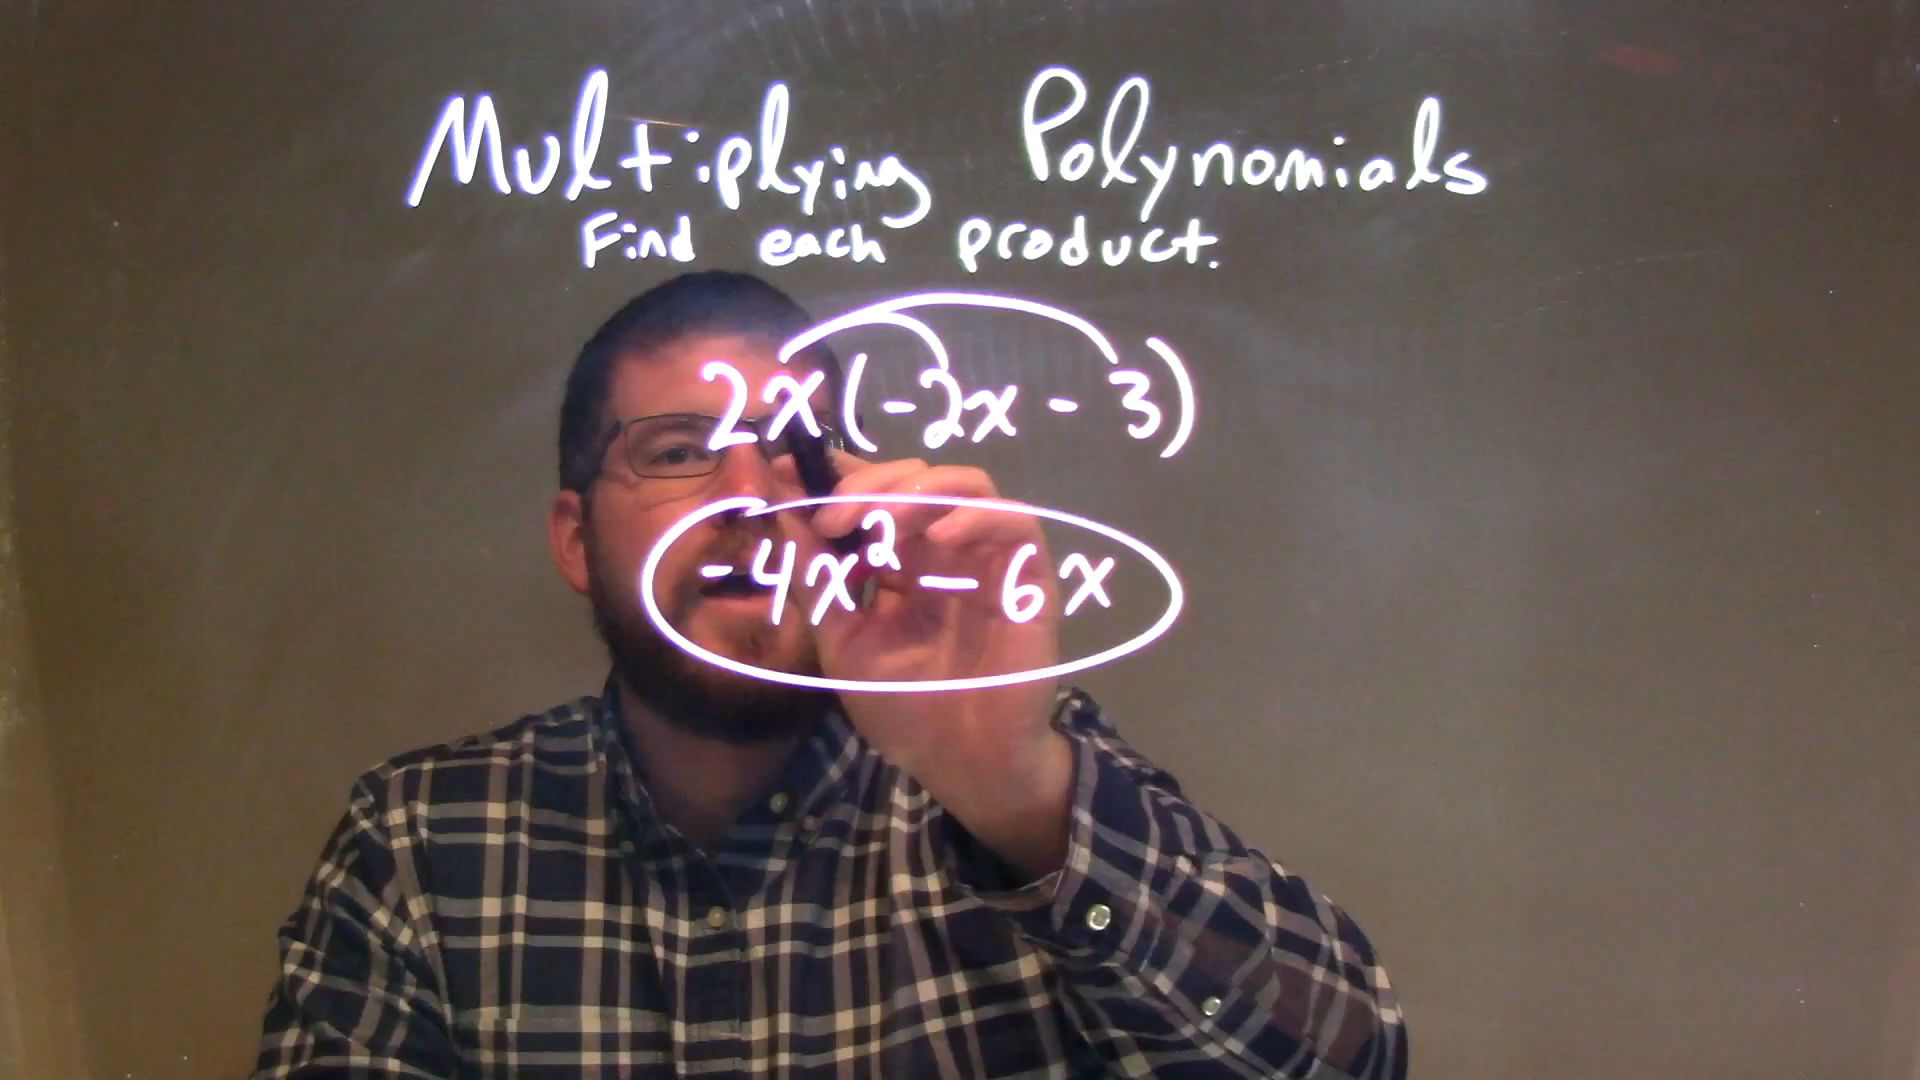 Multiplying Polynomials
Find each product.
2x(-2x - 3)
-4x² - 6x